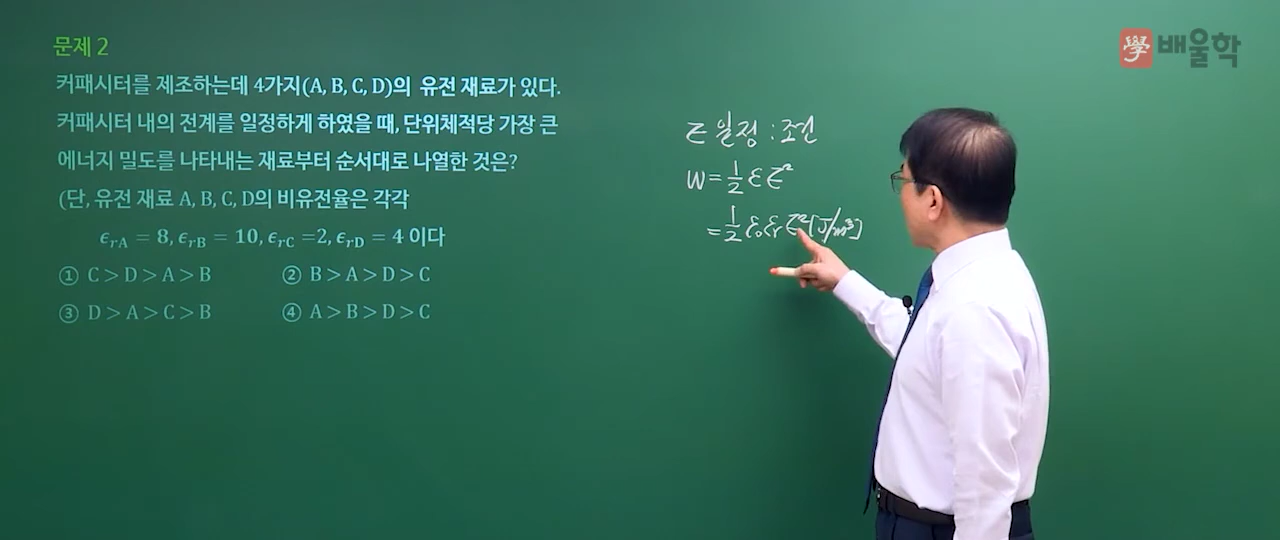 문제 2
커패시터를 제조하는데 4가지(A, B, C, D)의 유전 재료가 있다.
커패시터 내의 전계를 일정하게 하였을 때, 단위체적당 가장 큰
에너지 밀도를 나타내는 재료부터 순서대로 나열한 것은?
(단, 유전 재료 A, B, C, D의 비유전율은 각각
ϵrA = 8, ϵrB = 10, ϵrC =2, ϵrD = 4 이다
① C > D > A > B ② B > A > D > C
③ D > A > C > B ④ A > B > D > C
E 일정 : 조건
W = 1/2 ε E²
= 1/2 ε₀ εr E² [J/m³]
學 배울학